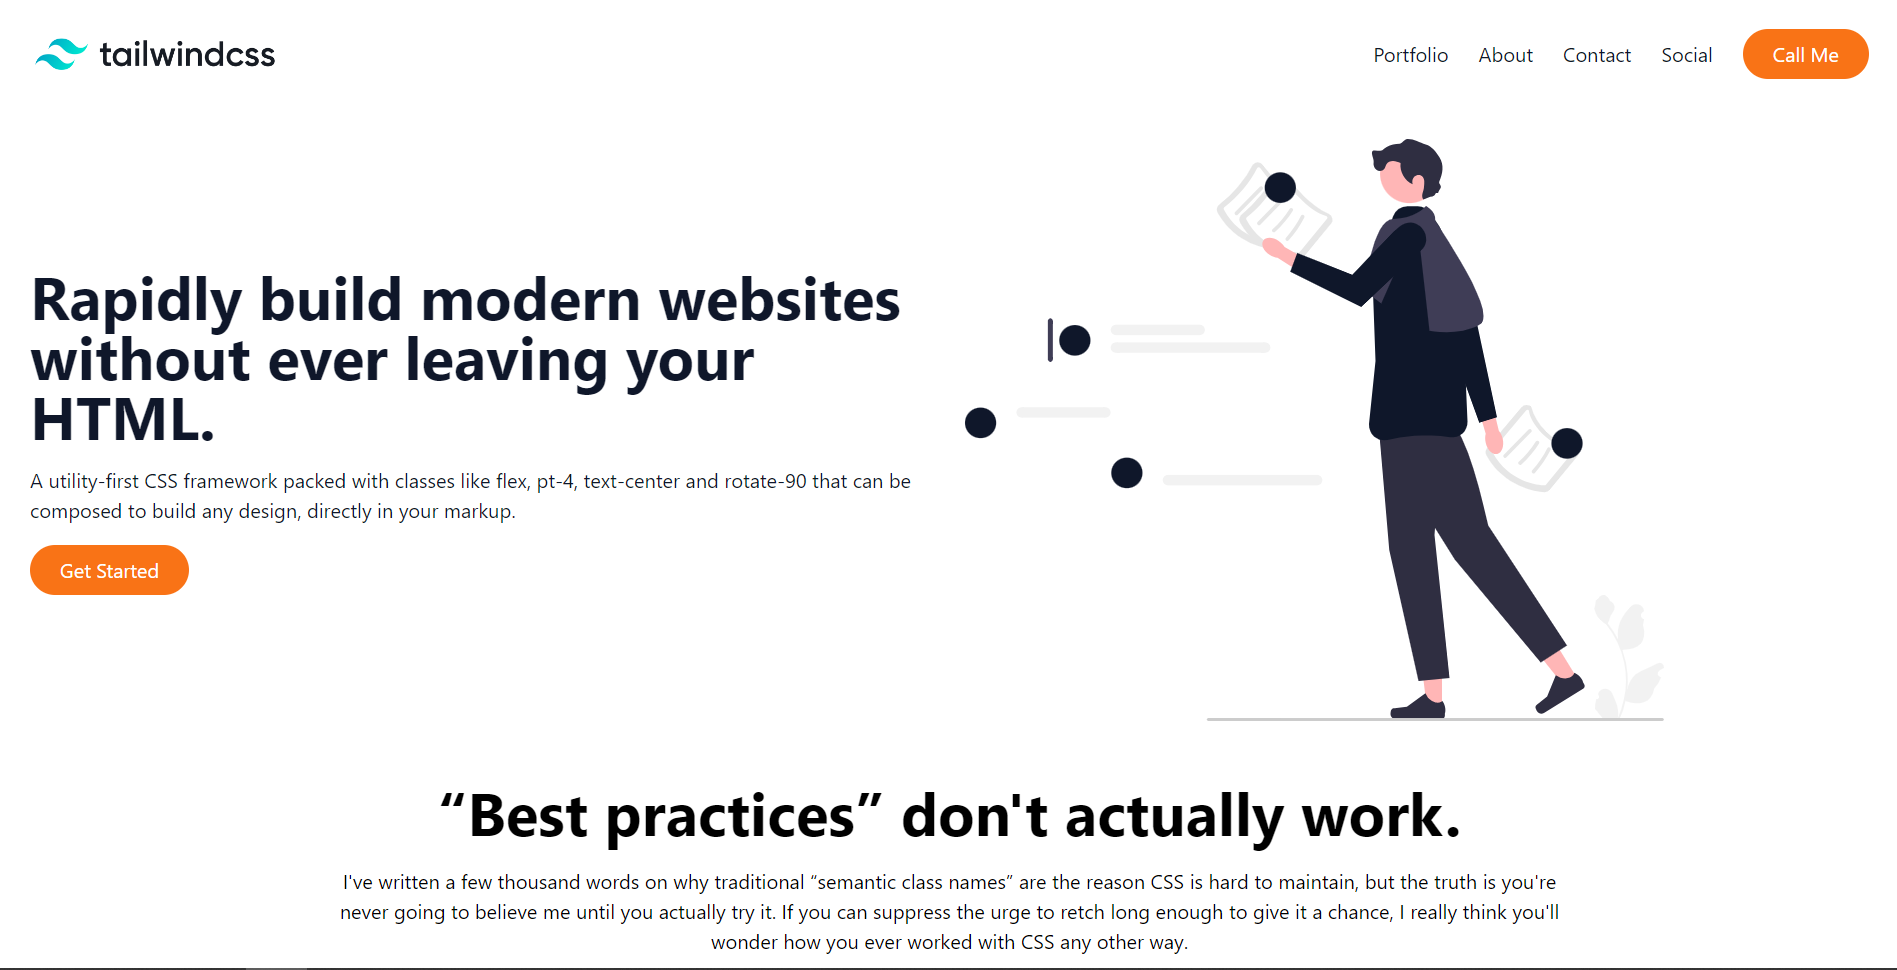 tailwindcss
Portfolio About Contact Social Call Me
Rapidly build modern websites
without ever leaving your
HTML.
A utility-first CSS framework packed with classes like flex, pt-4, text-center and rotate-90 that can be
composed to build any design, directly in your markup.
Get Started
“Best practices” don't actually work.
I've written a few thousand words on why traditional “semantic class names” are the reason CSS is hard to maintain, but the truth is you're
never going to believe me until you actually try it. If you can suppress the urge to retch long enough to give it a chance, I really think you'll
wonder how you ever worked with CSS any other way.